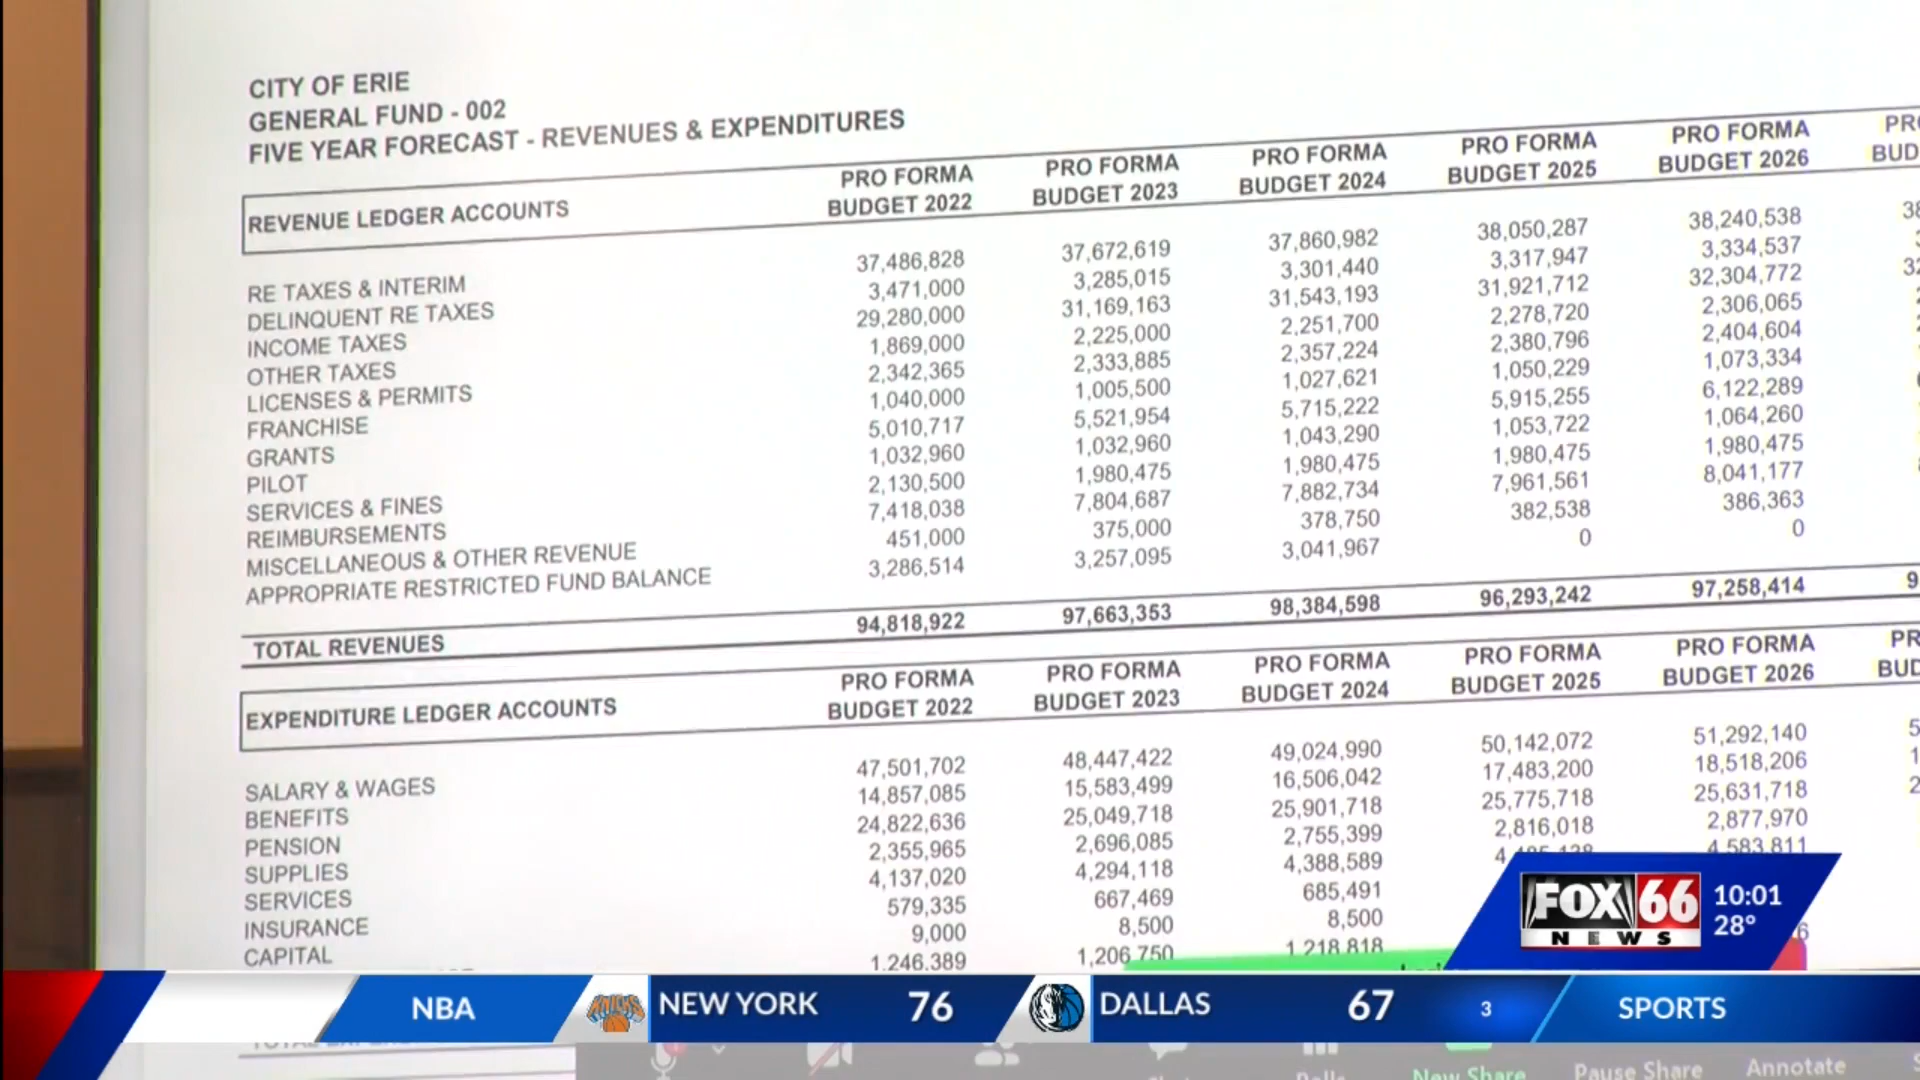 CITY OF ERIE
GENERAL FUND - 002
FIVE YEAR FORECAST - REVENUES & EXPENDITURES
REVENUE LEDGER ACCOUNTS PRO FORMA BUDGET 2022 PRO FORMA BUDGET 2023 PRO FORMA BUDGET 2024 PRO FORMA BUDGET 2025 PRO FORMA BUDGET 2026
RE TAXES & INTERIM 37,486,828 37,672,619 37,860,982 38,050,287 38,240,538
DELINQUENT RE TAXES 3,471,000 3,285,015 3,301,440 3,317,947 3,334,537
INCOME TAXES 29,280,000 31,169,163 31,543,193 31,921,712 32,304,772
OTHER TAXES 1,869,000 2,225,000 2,251,700 2,278,720 2,306,065
LICENSES & PERMITS 2,342,365 2,333,885 2,357,224 2,380,796 2,404,604
FRANCHISE 1,040,000 1,005,500 1,027,621 1,050,229 1,073,334
GRANTS 5,010,717 5,521,954 5,715,222 5,915,255 6,122,289
PILOT 1,032,960 1,032,960 1,043,290 1,053,722 1,064,260
SERVICES & FINES 2,130,500 1,980,475 1,980,475 1,980,475 1,980,475
REIMBURSEMENTS 7,418,038 7,804,687 7,882,734 7,961,561 8,041,177
MISCELLANEOUS & OTHER REVENUE 451,000 375,000 378,750 382,538 386,363
APPROPRIATE RESTRICTED FUND BALANCE 3,286,514 3,257,095 3,041,967 0 0
TOTAL REVENUES 94,818,922 97,663,353 98,384,598 96,293,242 97,258,414
EXPENDITURE LEDGER ACCOUNTS PRO FORMA BUDGET 2022 PRO FORMA BUDGET 2023 PRO FORMA BUDGET 2024 PRO FORMA BUDGET 2025 PRO FORMA BUDGET 2026
SALARY & WAGES 47,501,702 48,447,422 49,024,990 50,142,072 51,292,140
BENEFITS 14,857,085 15,583,499 16,506,042 17,483,200 18,518,206
PENSION 24,822,636 25,049,718 25,901,718 25,775,718 25,631,718
SUPPLIES 2,355,965 2,696,085 2,755,399 2,816,018 2,877,970
SERVICES 4,137,020 4,294,118 4,388,589 4,583,811
INSURANCE 579,335 667,469 685,491
CAPITAL 9,000 8,500 8,500
1,246,389 1,206,750 1,218,818
FOX 66 NEWS
10:01
28°
NBA NEW YORK 76 DALLAS 67 3 SPORTS
KNICKS
New Share Pause Share Annotate